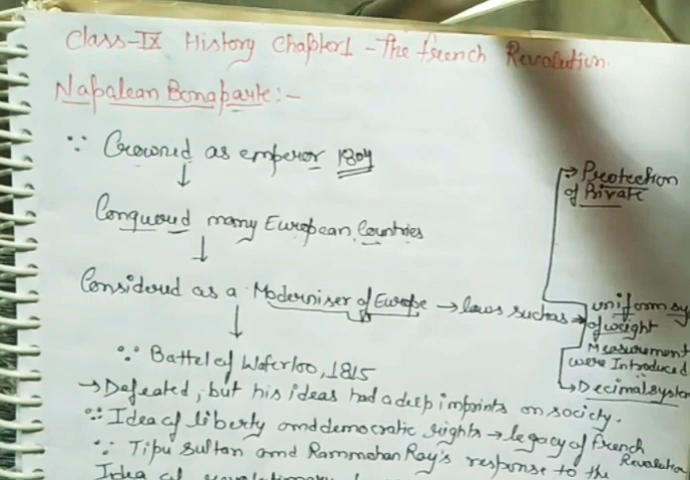 Class-IX History Chapter1 - The french Revolution
Napalean Bonaparte:-
Crowned as emperor 1804
Conquered many European Countries
Considered as a Moderniser of Europe → laws such as →
→ Protection
of Private
uniform sy
of weight
Measurement
were Introduced
→ Decimal system
Battel of Waterloo, 1815
→ Defeated, but his ideas had a deep imprints on society.
Idea of liberty and democratic rights → legacy of french
Revolution
Tipu Sultan and Rammohan Ray's response to the
Idea of